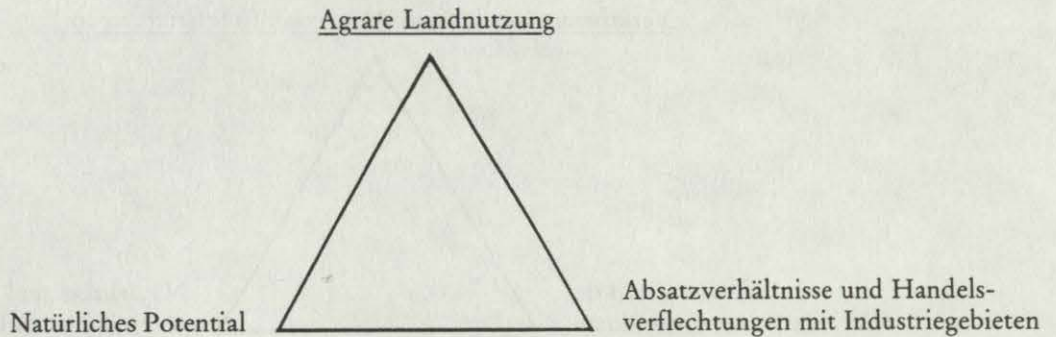 Agrare Landnutzung
Natürliches Potential
Absatzverhältnisse und Handels-
verflechtungen mit Industriegebieten